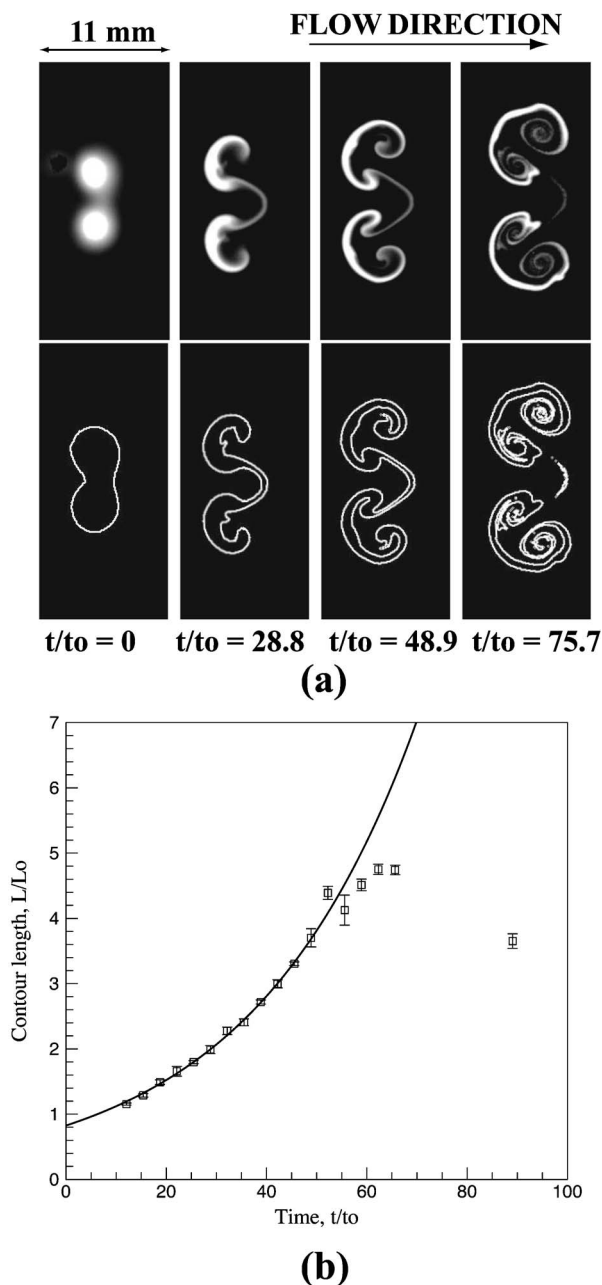 11 mm
FLOW DIRECTION
t/to = 0
t/to = 28.8
t/to = 48.9
t/to = 75.7
(a)
7
6
5
4
3
2
1
0
Contour length, L/Lo
0
20
40
60
80
100
Time, t/to
(b)